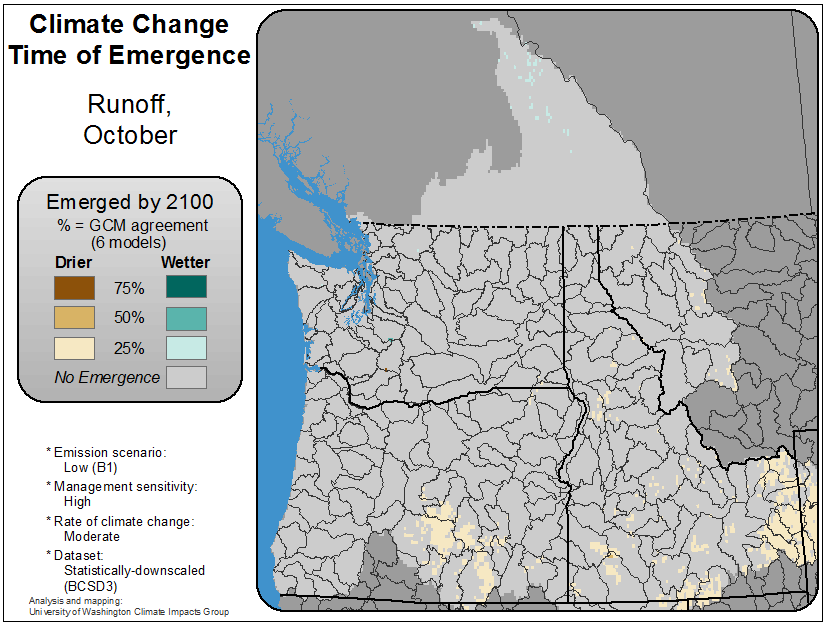 Climate Change
Time of Emergence
Runoff,
October
Emerged by 2100
% = GCM agreement
(6 models)
Drier Wetter
75%
50%
25%
No Emergence
* Emission scenario:
Low (B1)
* Management sensitivity:
High
* Rate of climate change:
Moderate
* Dataset:
Statistically-downscaled
(BCSD3)
Analysis and mapping:
University of Washington Climate Impacts Group